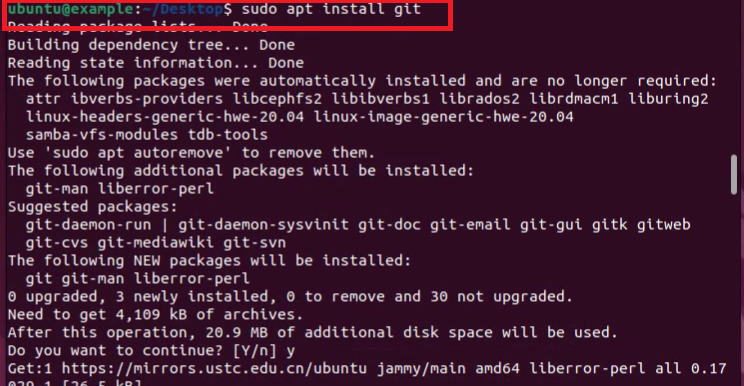 ubuntu@example:~/Desktop$ sudo apt install git
Reading package lists... Done
Building dependency tree... Done
Reading state information... Done
The following packages were automatically installed and are no longer required:
attr ibverbs-providers libcephfs2 libibverbs1 librados2 librdmacm1 liburing2
linux-headers-generic-hwe-20.04 linux-image-generic-hwe-20.04
samba-vfs-modules tdb-tools
Use 'sudo apt autoremove' to remove them.
The following additional packages will be installed:
git-man liberror-perl
Suggested packages:
git-daemon-run | git-daemon-sysvinit git-doc git-email git-gui gitk gitweb
git-cvs git-mediawiki git-svn
The following NEW packages will be installed:
git git-man liberror-perl
0 upgraded, 3 newly installed, 0 to remove and 30 not upgraded.
Need to get 4,109 kB of archives.
After this operation, 20.9 MB of additional disk space will be used.
Do you want to continue? [Y/n] y
Get:1 https://mirrors.ustc.edu.cn/ubuntu jammy/main amd64 liberror-perl all 0.17
029-1 [26.5 kB]